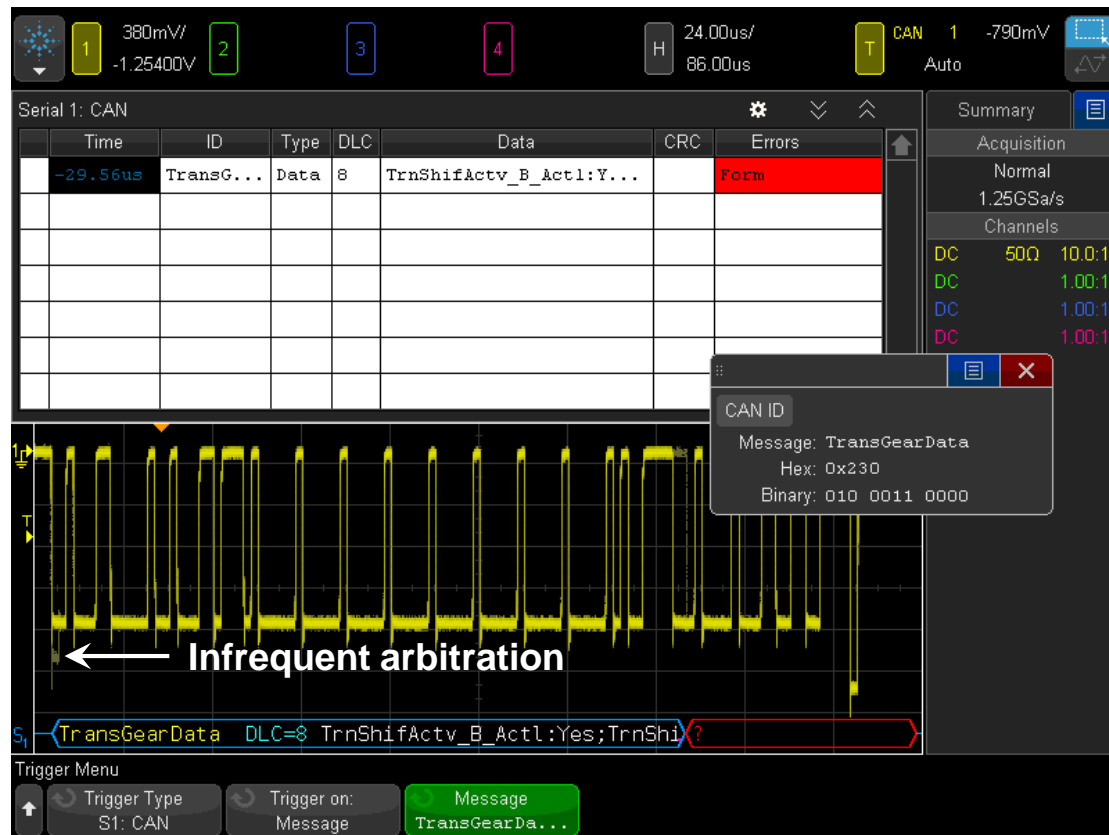 1 380mV/ -1.25400V 2 3 4 H 24.00us/ 86.00us T CAN 1 -790mV Auto
Serial 1: CAN
Time ID Type DLC Data CRC Errors
-29.56us TransG... Data 8 TrnShifActv_B_Actl:Y... Form
Summary
Acquisition
Normal
1.25GSa/s
Channels
DC 50Ω 10.0:1
DC 1.00:1
DC 1.00:1
DC 1.00:1
CAN ID
Message: TransGearData
Hex: 0x230
Binary: 010 0011 0000
1
T
Infrequent arbitration
S1 TransGearData DLC=8 TrnShifActv_B_Actl:Yes;TrnShi ?
Trigger Menu
Trigger Type
S1: CAN
Trigger on:
Message
Message
TransGearDa...